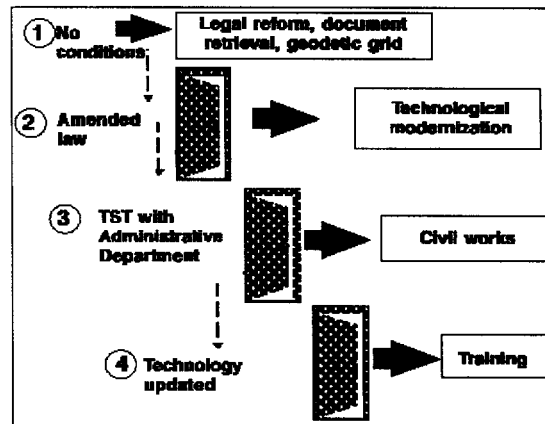 1 No conditions
Legal reform, document
retrieval, geodetic grid
2 Amended
law
Technological
modernization
3 TST with
Administrative
Department
Civil works
4 Technology
updated
Training